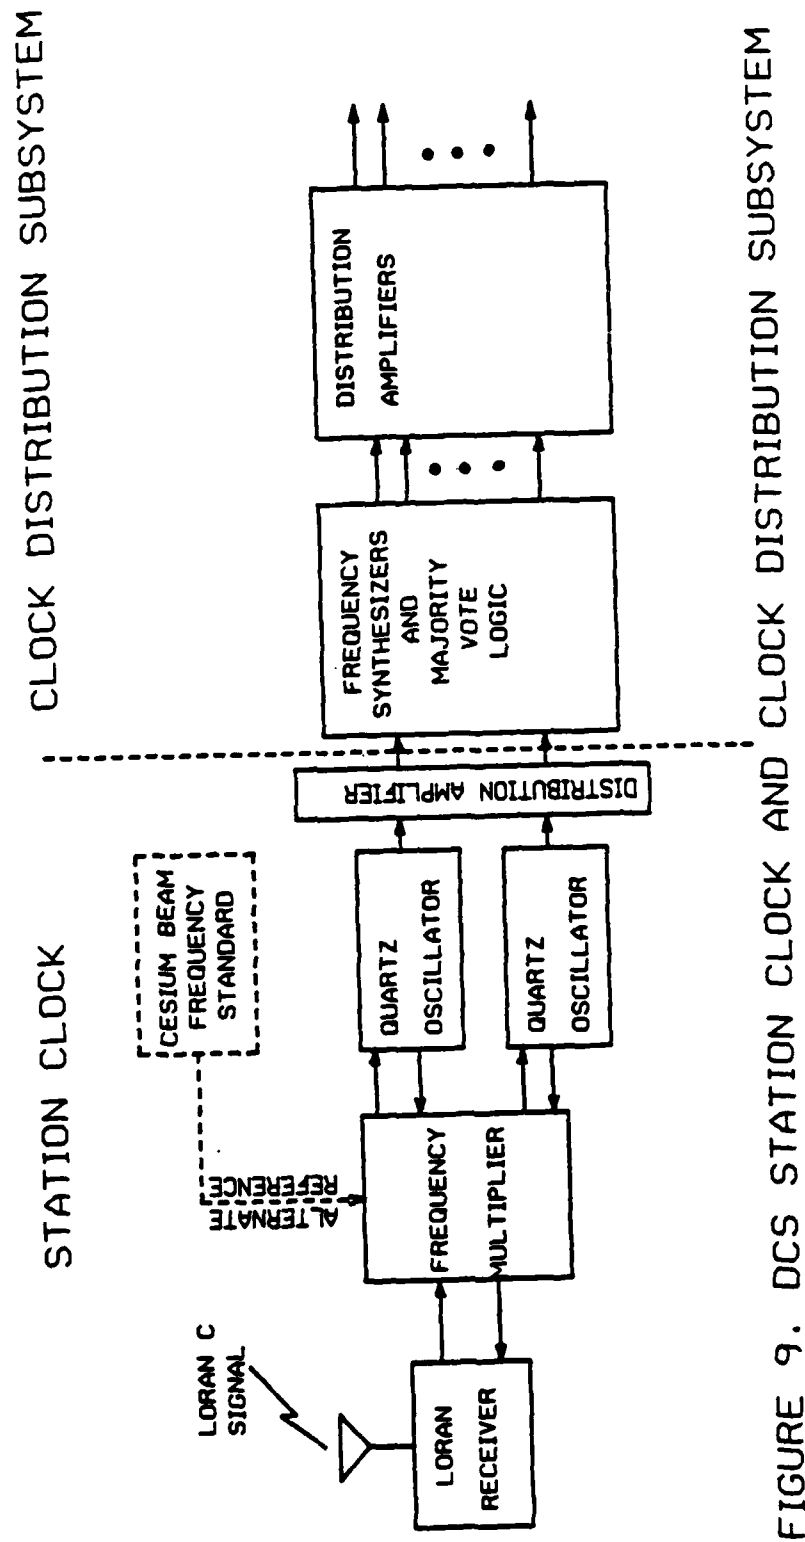 STATION CLOCK
CLOCK DISTRIBUTION SUBSYSTEM
CESIUM BEAM
FREQUENCY
STANDARD
LORAN C
SIGNAL
ALTERNATE
REFERENCE
LORAN
RECEIVER
FREQUENCY
MULTIPLIER
QUARTZ
OSCILLATOR
QUARTZ
OSCILLATOR
DISTRIBUTION AMPLIFIER
FREQUENCY
SYNTHESIZERS
AND
MAJORITY
VOTE
LOGIC
DISTRIBUTION
AMPLIFIERS
FIGURE 9. DCS STATION CLOCK AND CLOCK DISTRIBUTION SUBSYSTEM